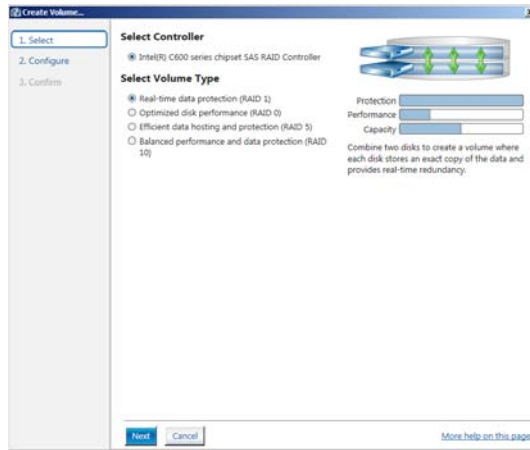 Create Volume...
1. Select
2. Configure
3. Confirm
Select Controller
Intel(R) C600 series chipset SAS RAID Controller
Select Volume Type
Real-time data protection (RAID 1)
Optimized disk performance (RAID 0)
Efficient data hosting and protection (RAID 5)
Balanced performance and data protection (RAID
10)
Protection
Performance
Capacity
Combine two disks to create a volume where
each disk stores an exact copy of the data and
provides real-time redundancy.
Next
Cancel
More help on this page